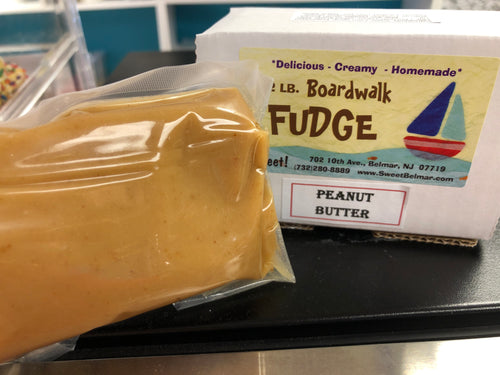 *Delicious - Creamy - Homemade*
LB. Boardwalk
FUDGE
eet! 702 10th Ave., Belmar, NJ 07719
(732)280-8889 www.SweetBelmar.com
PEANUT
BUTTER